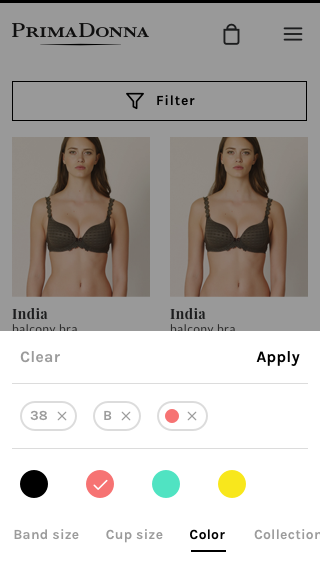 PRIMADONNA
Filter
India
India
balcony bra
balcony bra
Clear
Apply
38
B
Band size
Cup size
Color
Collection